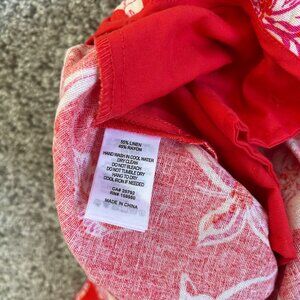 55% LINEN
45% RAYON
HAND WASH IN COOL WATER
DRY CLEAN
DO NOT BLEACH
DO NOT TUMBLE DRY
HANG TO DRY
COOL IRON IF NEEDED
MADE IN CHINA